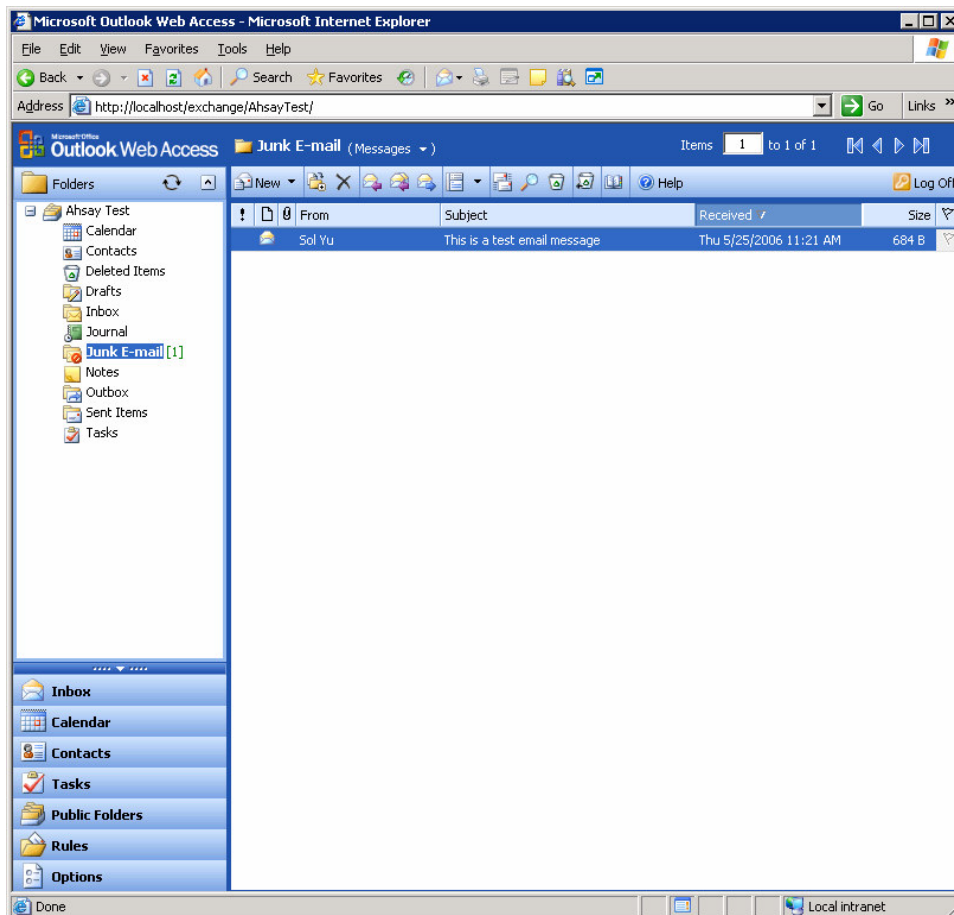 Microsoft Outlook Web Access - Microsoft Internet Explorer
File Edit View Favorites Tools Help
Back Search Favorites
Address http://localhost/exchange/AhsayTest/ Go Links »
Microsoft Office
Outlook Web Access Junk E-mail (Messages ) Items 1 to 1 of 1
Folders New Help Log Off
Ahsay Test ! From Subject Received / Size
Calendar Sol Yu This is a test email message Thu 5/25/2006 11:21 AM 684 B
Contacts
Deleted Items
Drafts
Inbox
Journal
Junk E-mail [1]
Notes
Outbox
Sent Items
Tasks
Inbox
Calendar
Contacts
Tasks
Public Folders
Rules
Options
Done Local intranet